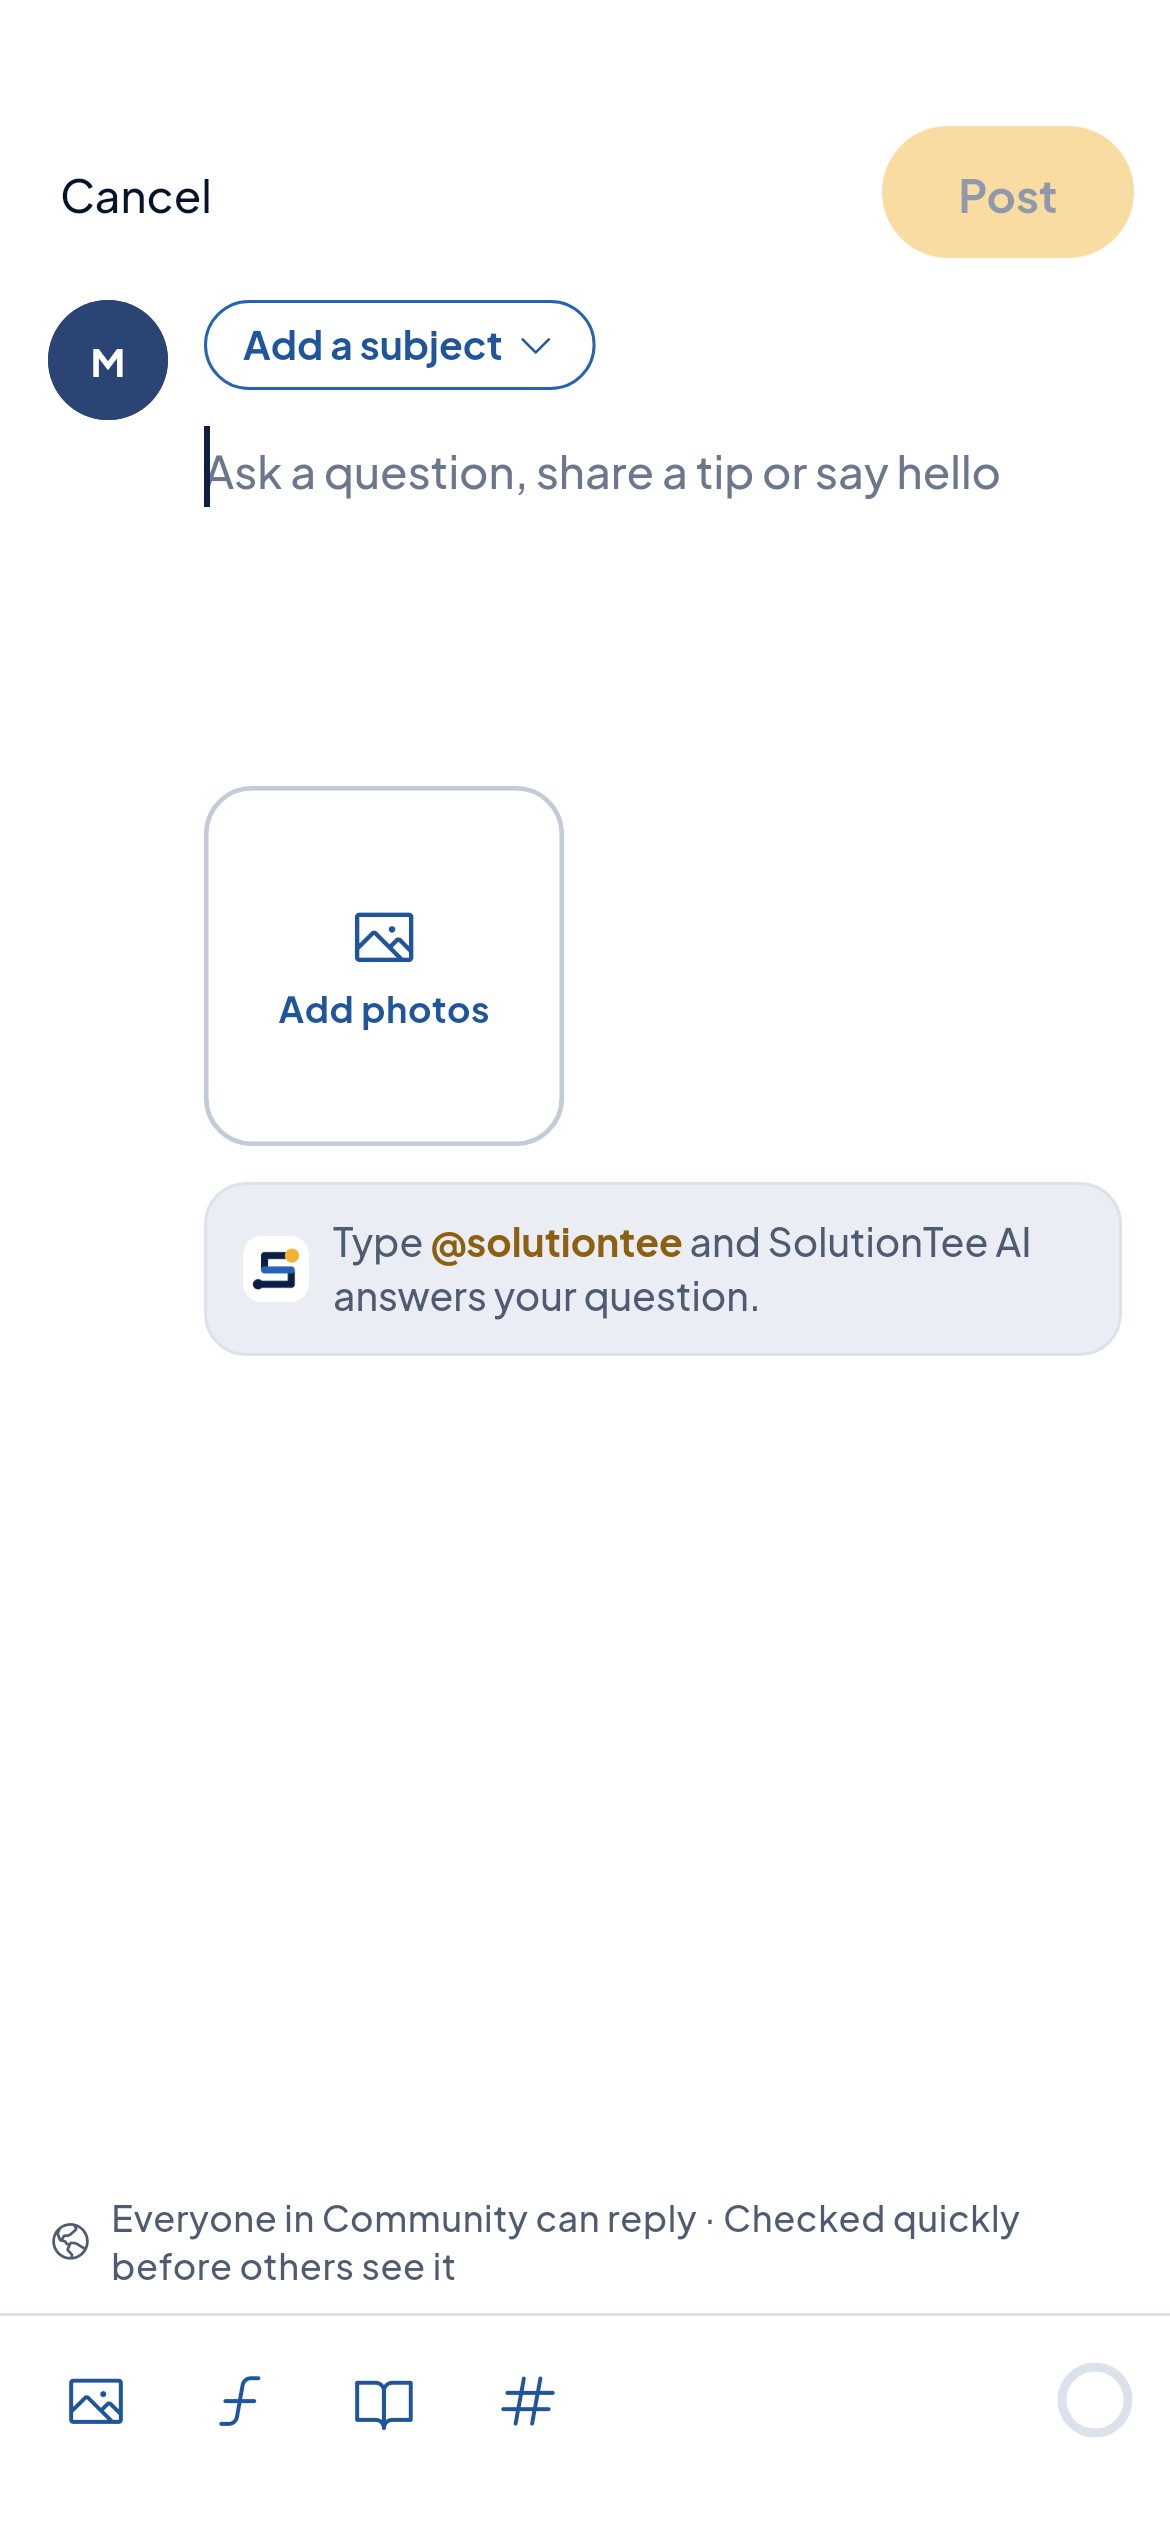 Cancel
Post
M
Add a subject
Ask a question, share a tip or say hello
Add photos
Type @solutiontee and SolutionTee AI
answers your question.
Everyone in Community can reply · Checked quickly
before others see it